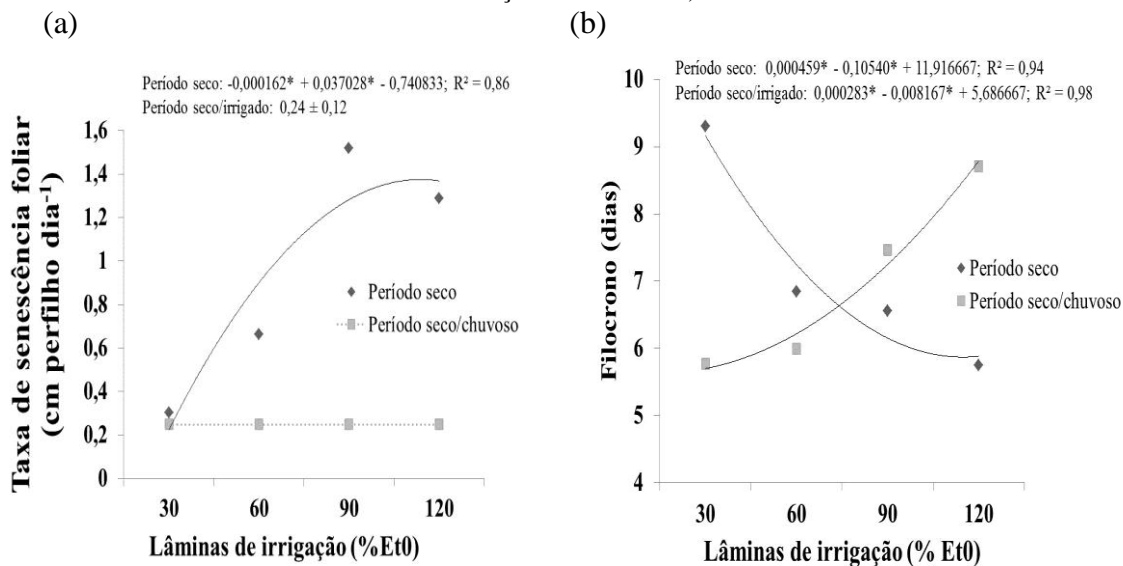 (a)
Período seco: -0,000162* + 0,037028* - 0,740833; R² = 0,86
Período seco/irrigado: 0,24 ± 0,12
Taxa de senescência foliar
(cm perfilho dia⁻¹)
1,6
1,4
1,2
1
0,8
0,6
0,4
0,2
0
30
60
90
120
Lâminas de irrigação (%Et0)
Período seco
Período seco/chuvoso
(b)
Período seco: 0,000459* - 0,10540* + 11,916667; R² = 0,94
Período seco/irrigado: 0,000283* - 0,008167* + 5,686667; R² = 0,98
Filocrono (dias)
10
9
8
7
6
5
4
30
60
90
120
Lâminas de irrigação (% Et0)
Período seco
Período seco/chuvoso